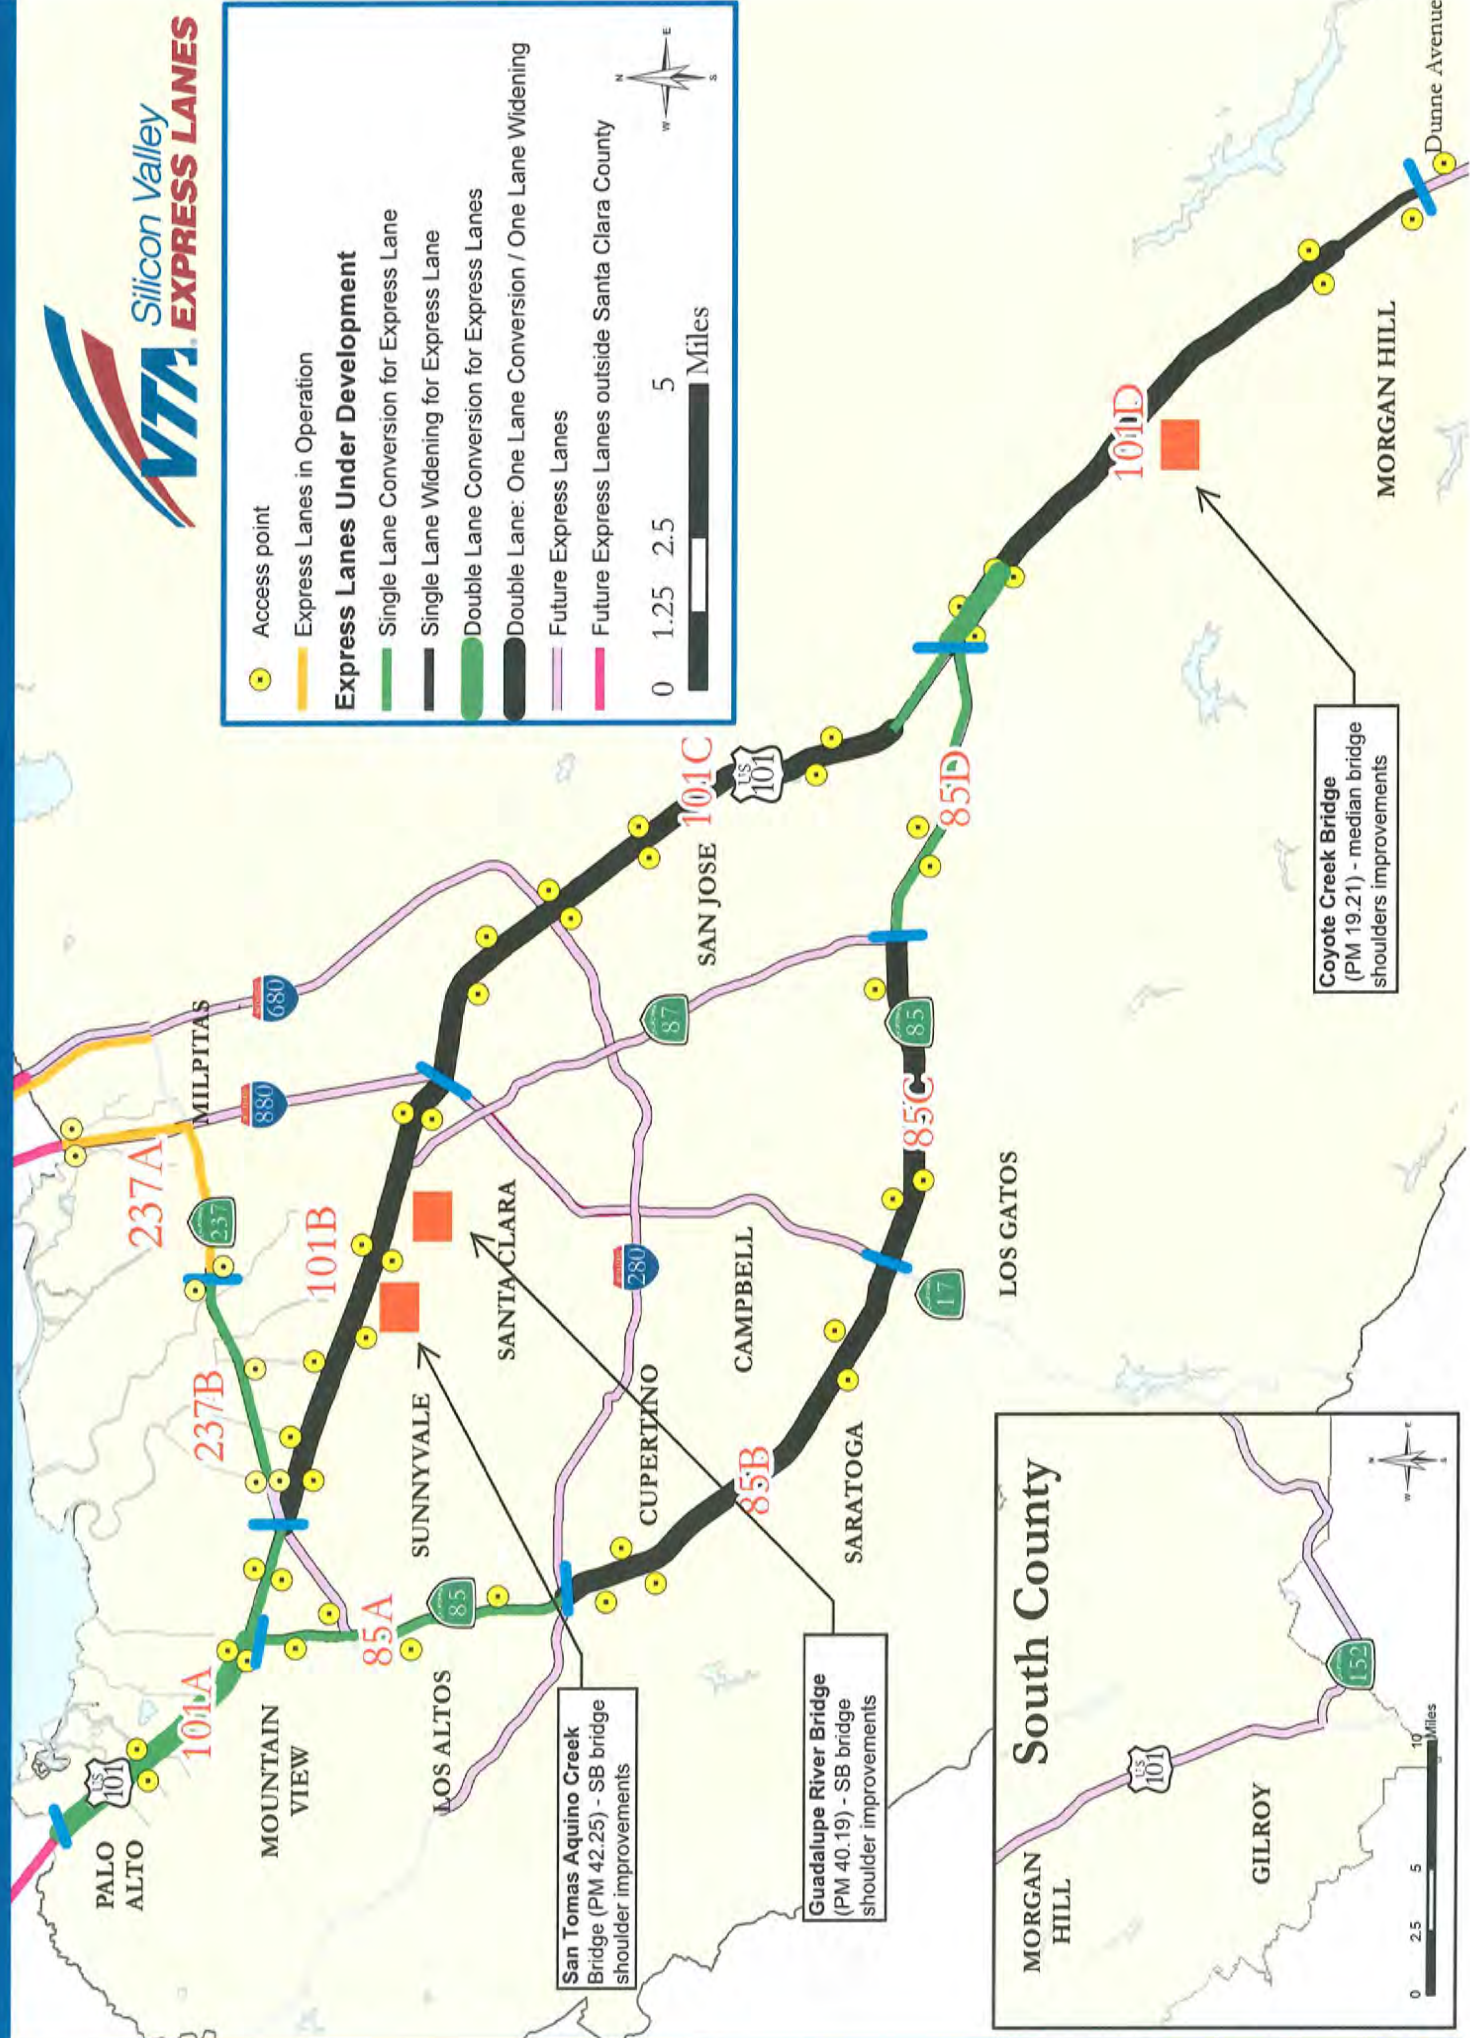 VTA Silicon Valley
EXPRESS LANES
Access point
Express Lanes in Operation
Express Lanes Under Development
Single Lane Conversion for Express Lane
Single Lane Widening for Express Lane
Double Lane Conversion for Express Lanes
Double Lane: One Lane Conversion / One Lane Widening
Future Express Lanes
Future Express Lanes outside Santa Clara County
0 1.25 2.5 5
Miles
N
W E
S
PALO
ALTO
US
101
101A
MOUNTAIN
VIEW
LOS ALTOS
85A
85
237B
SUNNYVALE
237A
237
101B
MILPITAS
880
680
SANTA CLARA
CUPERTINO
280
CAMPBELL
SARATOGA
85B
17
LOS GATOS
85C
85
87
SAN JOSE
101C
US
101
85D
101D
MORGAN HILL
Dunne Avenue
San Tomas Aquino Creek
Bridge (PM 42.25) - SB bridge
shoulder improvements
Guadalupe River Bridge
(PM 40.19) - SB bridge
shoulder improvements
Coyote Creek Bridge
(PM 19.21) - median bridge
shoulders improvements
South County
MORGAN
HILL
US
101
GILROY
152
N
W E
S
0 2.5 5 10
Miles